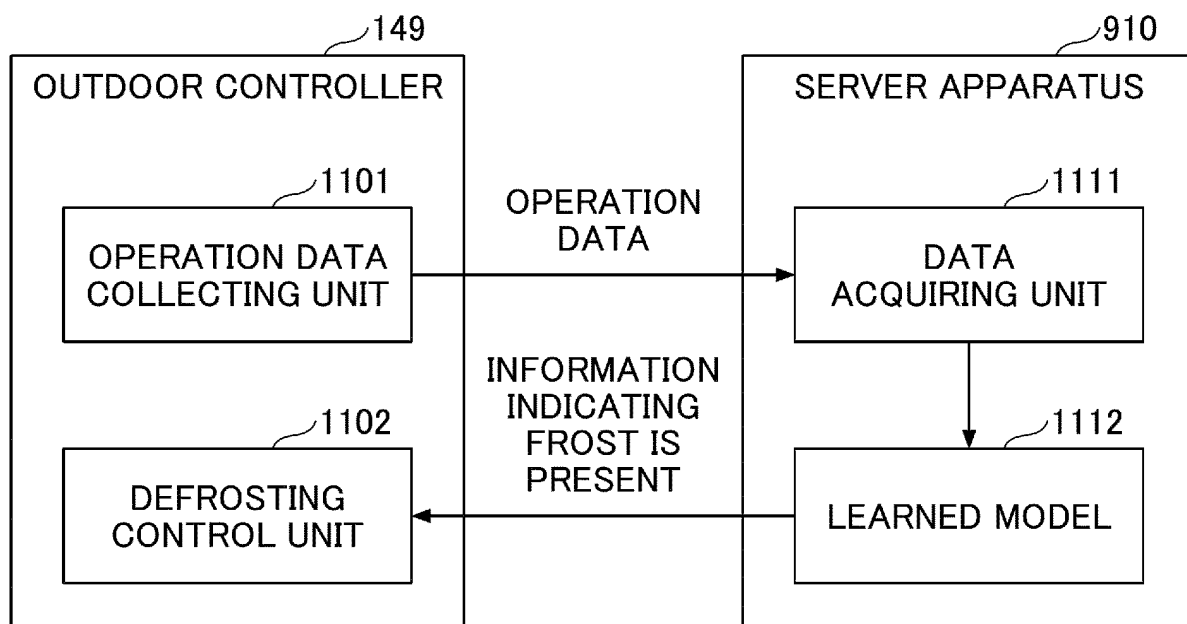 149
OUTDOOR CONTROLLER
1101
OPERATION DATA
COLLECTING UNIT
1102
DEFROSTING
CONTROL UNIT
OPERATION
DATA
INFORMATION
INDICATING
FROST IS
PRESENT
910
SERVER APPARATUS
1111
DATA
ACQUIRING UNIT
1112
LEARNED MODEL